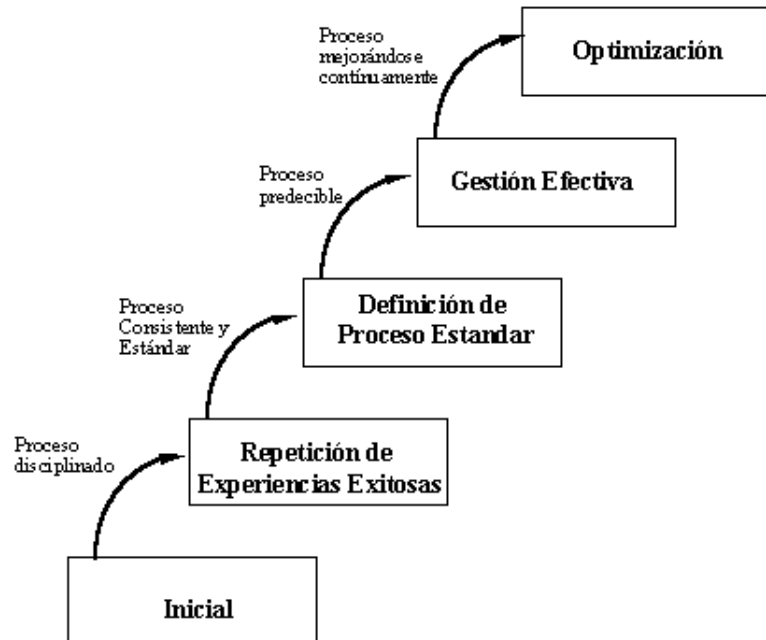 Proceso
mejorándose
contínuamente
Optimización
Proceso
predecible
Gestión Efectiva
Proceso
Consistente y
Estándar
Definición de
Proceso Estandar
Proceso
disciplinado
Repetición de
Experiencias Exitosas
Inicial